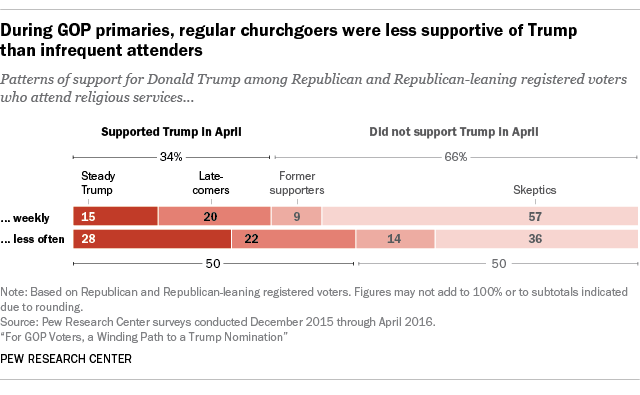 During GOP primaries, regular churchgoers were less supportive of Trump
than infrequent attenders
Patterns of support for Donald Trump among Republican and Republican-leaning registered voters
who attend religious services...
Supported Trump in April Did not support Trump in April
34% 66%
Steady Trump
Late-comers
Former supporters
Skeptics
... weekly 15 20 9 57
... less often 28 22 14 36
50 50
Note: Based on Republican and Republican-leaning registered voters. Figures may not add to 100% or to subtotals indicated
due to rounding.
Source: Pew Research Center surveys conducted December 2015 through April 2016.
“For GOP Voters, a Winding Path to a Trump Nomination”
PEW RESEARCH CENTER